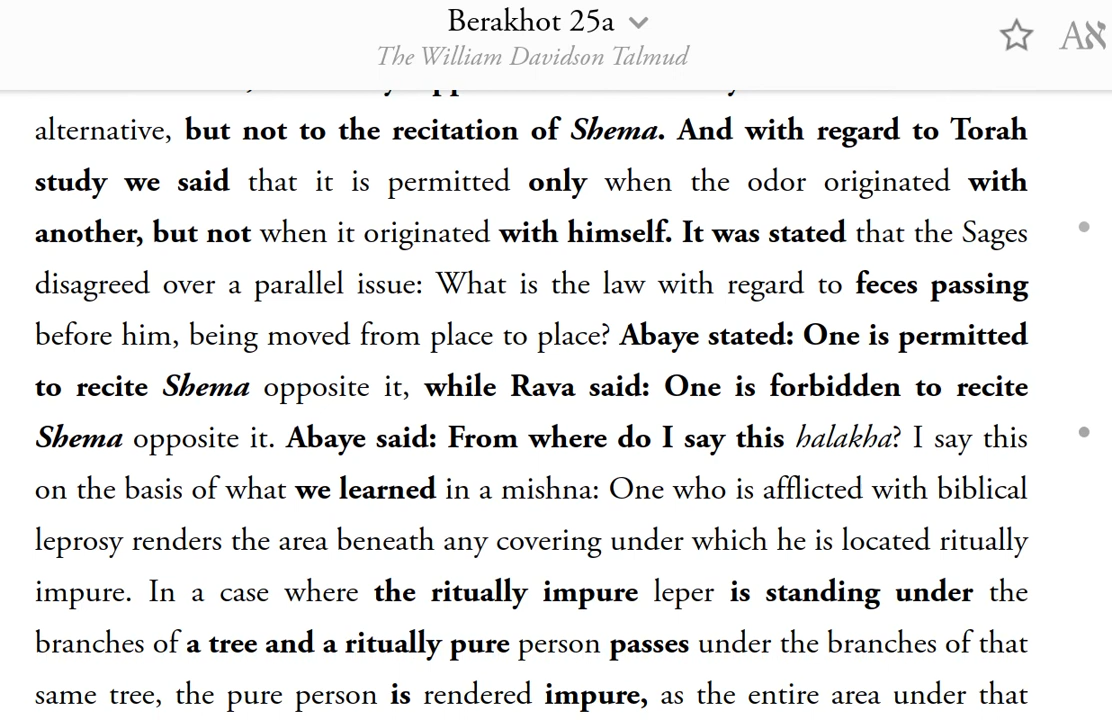 Berakhot 25a
The William Davidson Talmud
Aא
alternative, but not to the recitation of Shema. And with regard to Torah
study we said that it is permitted only when the odor originated with
another, but not when it originated with himself. It was stated that the Sages
disagreed over a parallel issue: What is the law with regard to feces passing
before him, being moved from place to place? Abaye stated: One is permitted
to recite Shema opposite it, while Rava said: One is forbidden to recite
Shema opposite it. Abaye said: From where do I say this halakha? I say this
on the basis of what we learned in a mishna: One who is afflicted with biblical
leprosy renders the area beneath any covering under which he is located ritually
impure. In a case where the ritually impure leper is standing under the
branches of a tree and a ritually pure person passes under the branches of that
same tree, the pure person is rendered impure, as the entire area under that